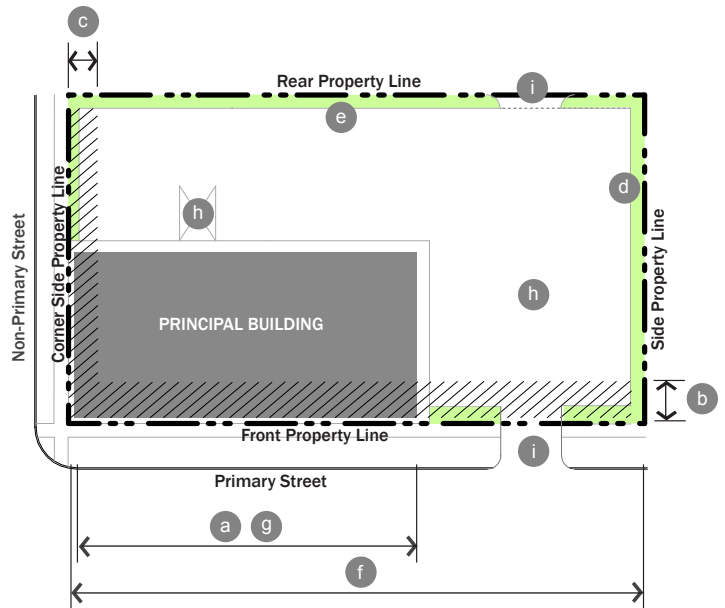 c
Rear Property Line
i
e
d
h
Non-Primary Street
Corner Side Property Line
Side Property Line
h
PRINCIPAL BUILDING
b
Front Property Line
i
Primary Street
a g
f